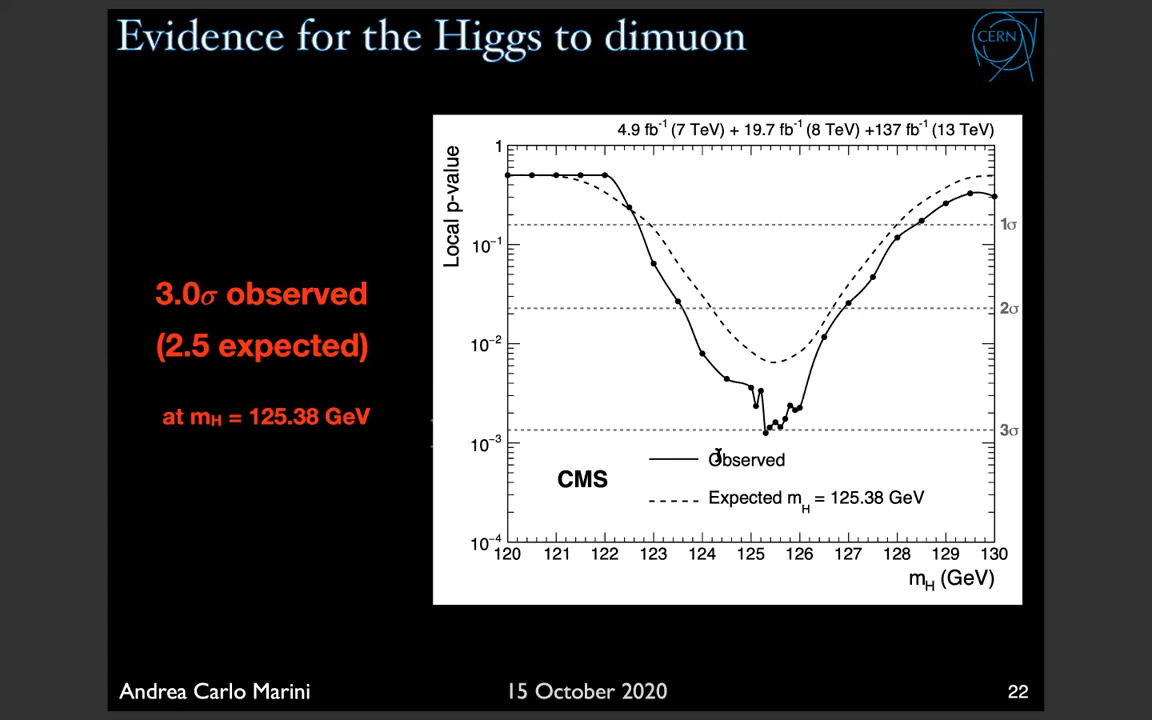 Evidence for the Higgs to dimuon
CERN
3.0σ observed
(2.5 expected)
at mH = 125.38 GeV
4.9 fb⁻¹ (7 TeV) + 19.7 fb⁻¹ (8 TeV) +137 fb⁻¹ (13 TeV)
Local p-value
1
10⁻¹
10⁻²
10⁻³
10⁻⁴
1σ
2σ
3σ
CMS
Observed
Expected mH = 125.38 GeV
120 121 122 123 124 125 126 127 128 129 130
mH (GeV)
Andrea Carlo Marini 15 October 2020 22